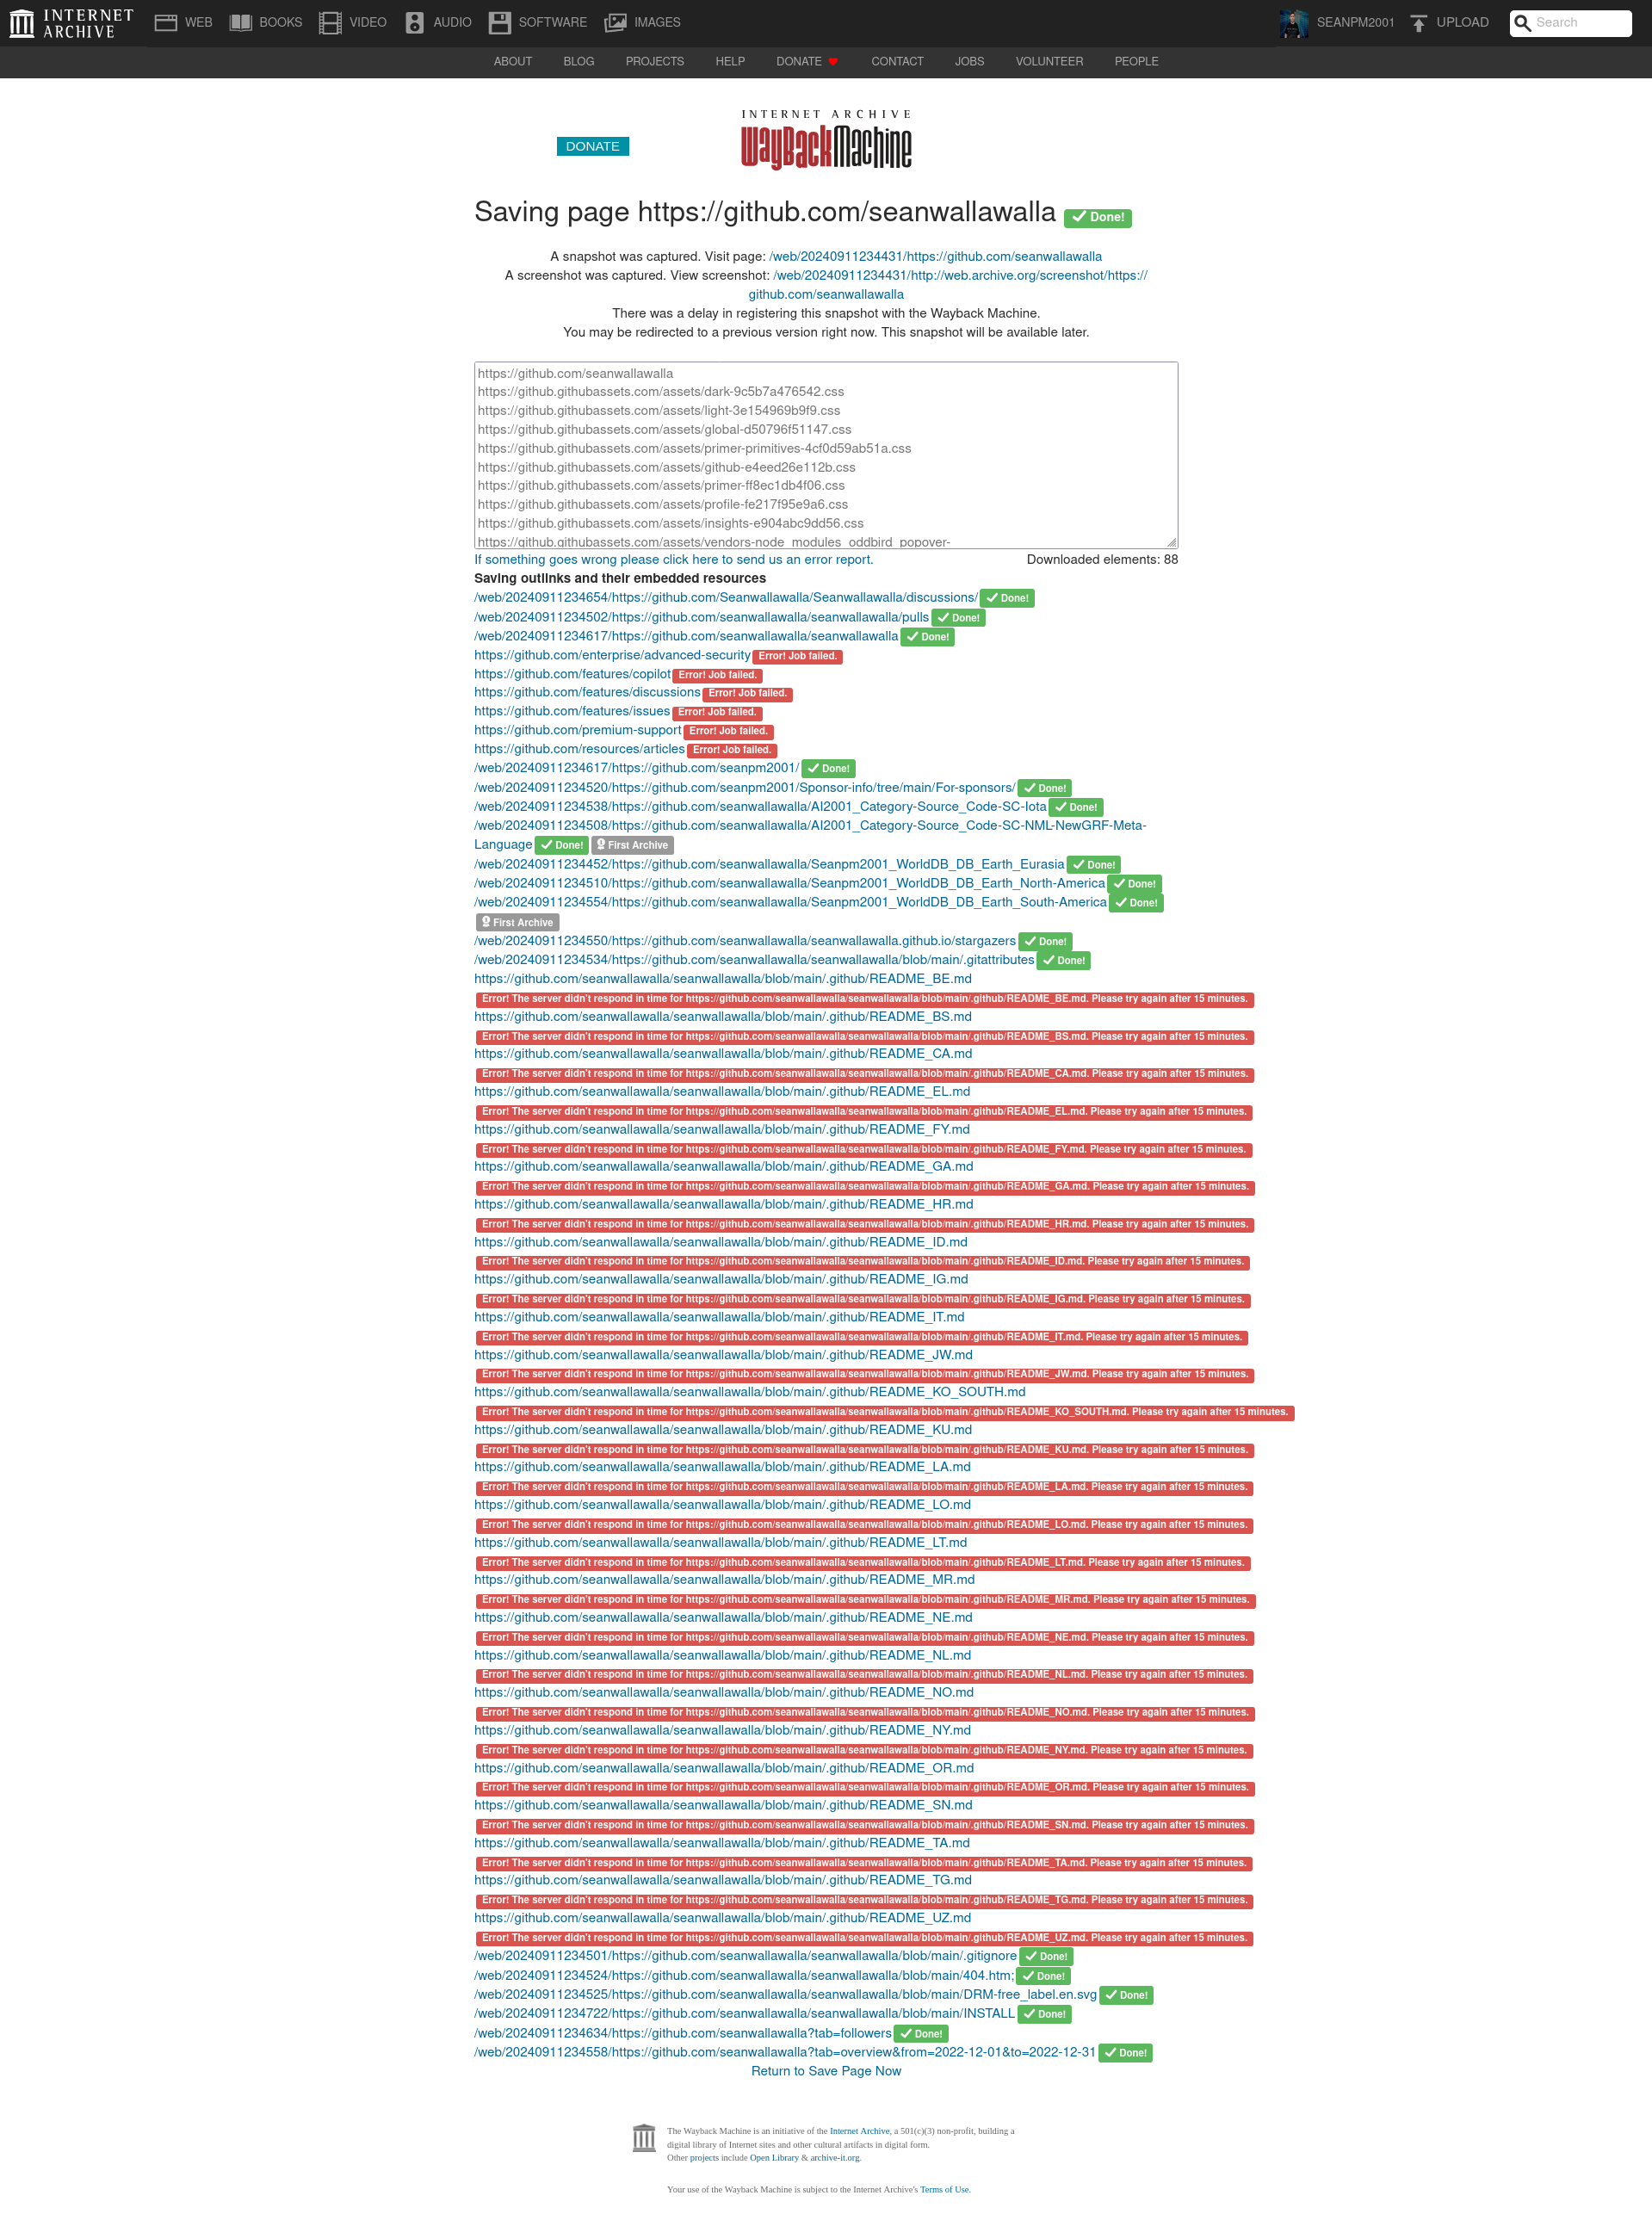 INTERNET ARCHIVE
WEB BOOKS VIDEO AUDIO SOFTWARE IMAGES SEANPM2001 UPLOAD Search
ABOUT BLOG PROJECTS HELP DONATE CONTACT JOBS VOLUNTEER PEOPLE
INTERNET ARCHIVE
WayBackMachine
DONATE
Saving page https://github.com/seanwallawalla Done!
A snapshot was captured. Visit page: /web/20240911234431/https://github.com/seanwallawalla
A screenshot was captured. View screenshot: /web/20240911234431/http://web.archive.org/screenshot/https://
github.com/seanwallawalla
There was a delay in registering this snapshot with the Wayback Machine.
You may be redirected to a previous version right now. This snapshot will be available later.
https://github.com/seanwallawalla
https://github.githubassets.com/assets/dark-9c5b7a476542.css
https://github.githubassets.com/assets/light-3e154969b9f9.css
https://github.githubassets.com/assets/global-d50796f51147.css
https://github.githubassets.com/assets/primer-primitives-4cf0d59ab51a.css
https://github.githubassets.com/assets/github-e4eed26e112b.css
https://github.githubassets.com/assets/primer-ff8ec1db4f06.css
https://github.githubassets.com/assets/profile-fe217f95e9a6.css
https://github.githubassets.com/assets/insights-e904abc9dd56.css
https://github.githubassets.com/assets/vendors-node_modules_oddbird_popover-
If something goes wrong please click here to send us an error report. Downloaded elements: 88
Saving outlinks and their embedded resources
/web/20240911234654/https://github.com/Seanwallawalla/Seanwallawalla/discussions/ Done!
/web/20240911234502/https://github.com/seanwallawalla/seanwallawalla/pulls Done!
/web/20240911234617/https://github.com/seanwallawalla/seanwallawalla Done!
https://github.com/enterprise/advanced-security Error! Job failed.
https://github.com/features/copilot Error! Job failed.
https://github.com/features/discussions Error! Job failed.
https://github.com/features/issues Error! Job failed.
https://github.com/premium-support Error! Job failed.
https://github.com/resources/articles Error! Job failed.
/web/20240911234617/https://github.com/seanpm2001/ Done!
/web/20240911234520/https://github.com/seanpm2001/Sponsor-info/tree/main/For-sponsors/ Done!
/web/20240911234538/https://github.com/seanwallawalla/AI2001_Category-Source_Code-SC-Iota Done!
/web/20240911234508/https://github.com/seanwallawalla/AI2001_Category-Source_Code-SC-NML-NewGRF-Meta-
Language Done! First Archive
/web/20240911234452/https://github.com/seanwallawalla/Seanpm2001_WorldDB_DB_Earth_Eurasia Done!
/web/20240911234510/https://github.com/seanwallawalla/Seanpm2001_WorldDB_DB_Earth_North-America Done!
/web/20240911234554/https://github.com/seanwallawalla/Seanpm2001_WorldDB_DB_Earth_South-America Done!
First Archive
/web/20240911234550/https://github.com/seanwallawalla/seanwallawalla.github.io/stargazers Done!
/web/20240911234534/https://github.com/seanwallawalla/seanwallawalla/blob/main/.gitattributes Done!
https://github.com/seanwallawalla/seanwallawalla/blob/main/.github/README_BE.md
Error! The server didn't respond in time for https://github.com/seanwallawalla/seanwallawalla/blob/main/.github/README_BE.md. Please try again after 15 minutes.
https://github.com/seanwallawalla/seanwallawalla/blob/main/.github/README_BS.md
Error! The server didn't respond in time for https://github.com/seanwallawalla/seanwallawalla/blob/main/.github/README_BS.md. Please try again after 15 minutes.
https://github.com/seanwallawalla/seanwallawalla/blob/main/.github/README_CA.md
Error! The server didn't respond in time for https://github.com/seanwallawalla/seanwallawalla/blob/main/.github/README_CA.md. Please try again after 15 minutes.
https://github.com/seanwallawalla/seanwallawalla/blob/main/.github/README_EL.md
Error! The server didn't respond in time for https://github.com/seanwallawalla/seanwallawalla/blob/main/.github/README_EL.md. Please try again after 15 minutes.
https://github.com/seanwallawalla/seanwallawalla/blob/main/.github/README_FY.md
Error! The server didn't respond in time for https://github.com/seanwallawalla/seanwallawalla/blob/main/.github/README_FY.md. Please try again after 15 minutes.
https://github.com/seanwallawalla/seanwallawalla/blob/main/.github/README_GA.md
Error! The server didn't respond in time for https://github.com/seanwallawalla/seanwallawalla/blob/main/.github/README_GA.md. Please try again after 15 minutes.
https://github.com/seanwallawalla/seanwallawalla/blob/main/.github/README_HR.md
Error! The server didn't respond in time for https://github.com/seanwallawalla/seanwallawalla/blob/main/.github/README_HR.md. Please try again after 15 minutes.
https://github.com/seanwallawalla/seanwallawalla/blob/main/.github/README_ID.md
Error! The server didn't respond in time for https://github.com/seanwallawalla/seanwallawalla/blob/main/.github/README_ID.md. Please try again after 15 minutes.
https://github.com/seanwallawalla/seanwallawalla/blob/main/.github/README_IG.md
Error! The server didn't respond in time for https://github.com/seanwallawalla/seanwallawalla/blob/main/.github/README_IG.md. Please try again after 15 minutes.
https://github.com/seanwallawalla/seanwallawalla/blob/main/.github/README_IT.md
Error! The server didn't respond in time for https://github.com/seanwallawalla/seanwallawalla/blob/main/.github/README_IT.md. Please try again after 15 minutes.
https://github.com/seanwallawalla/seanwallawalla/blob/main/.github/README_JW.md
Error! The server didn't respond in time for https://github.com/seanwallawalla/seanwallawalla/blob/main/.github/README_JW.md. Please try again after 15 minutes.
https://github.com/seanwallawalla/seanwallawalla/blob/main/.github/README_KO_SOUTH.md
Error! The server didn't respond in time for https://github.com/seanwallawalla/seanwallawalla/blob/main/.github/README_KO_SOUTH.md. Please try again after 15 minutes.
https://github.com/seanwallawalla/seanwallawalla/blob/main/.github/README_KU.md
Error! The server didn't respond in time for https://github.com/seanwallawalla/seanwallawalla/blob/main/.github/README_KU.md. Please try again after 15 minutes.
https://github.com/seanwallawalla/seanwallawalla/blob/main/.github/README_LA.md
Error! The server didn't respond in time for https://github.com/seanwallawalla/seanwallawalla/blob/main/.github/README_LA.md. Please try again after 15 minutes.
https://github.com/seanwallawalla/seanwallawalla/blob/main/.github/README_LO.md
Error! The server didn't respond in time for https://github.com/seanwallawalla/seanwallawalla/blob/main/.github/README_LO.md. Please try again after 15 minutes.
https://github.com/seanwallawalla/seanwallawalla/blob/main/.github/README_LT.md
Error! The server didn't respond in time for https://github.com/seanwallawalla/seanwallawalla/blob/main/.github/README_LT.md. Please try again after 15 minutes.
https://github.com/seanwallawalla/seanwallawalla/blob/main/.github/README_MR.md
Error! The server didn't respond in time for https://github.com/seanwallawalla/seanwallawalla/blob/main/.github/README_MR.md. Please try again after 15 minutes.
https://github.com/seanwallawalla/seanwallawalla/blob/main/.github/README_NE.md
Error! The server didn't respond in time for https://github.com/seanwallawalla/seanwallawalla/blob/main/.github/README_NE.md. Please try again after 15 minutes.
https://github.com/seanwallawalla/seanwallawalla/blob/main/.github/README_NL.md
Error! The server didn't respond in time for https://github.com/seanwallawalla/seanwallawalla/blob/main/.github/README_NL.md. Please try again after 15 minutes.
https://github.com/seanwallawalla/seanwallawalla/blob/main/.github/README_NO.md
Error! The server didn't respond in time for https://github.com/seanwallawalla/seanwallawalla/blob/main/.github/README_NO.md. Please try again after 15 minutes.
https://github.com/seanwallawalla/seanwallawalla/blob/main/.github/README_NY.md
Error! The server didn't respond in time for https://github.com/seanwallawalla/seanwallawalla/blob/main/.github/README_NY.md. Please try again after 15 minutes.
https://github.com/seanwallawalla/seanwallawalla/blob/main/.github/README_OR.md
Error! The server didn't respond in time for https://github.com/seanwallawalla/seanwallawalla/blob/main/.github/README_OR.md. Please try again after 15 minutes.
https://github.com/seanwallawalla/seanwallawalla/blob/main/.github/README_SN.md
Error! The server didn't respond in time for https://github.com/seanwallawalla/seanwallawalla/blob/main/.github/README_SN.md. Please try again after 15 minutes.
https://github.com/seanwallawalla/seanwallawalla/blob/main/.github/README_TA.md
Error! The server didn't respond in time for https://github.com/seanwallawalla/seanwallawalla/blob/main/.github/README_TA.md. Please try again after 15 minutes.
https://github.com/seanwallawalla/seanwallawalla/blob/main/.github/README_TG.md
Error! The server didn't respond in time for https://github.com/seanwallawalla/seanwallawalla/blob/main/.github/README_TG.md. Please try again after 15 minutes.
https://github.com/seanwallawalla/seanwallawalla/blob/main/.github/README_UZ.md
Error! The server didn't respond in time for https://github.com/seanwallawalla/seanwallawalla/blob/main/.github/README_UZ.md. Please try again after 15 minutes.
/web/20240911234501/https://github.com/seanwallawalla/seanwallawalla/blob/main/.gitignore Done!
/web/20240911234524/https://github.com/seanwallawalla/seanwallawalla/blob/main/404.htm; Done!
/web/20240911234525/https://github.com/seanwallawalla/seanwallawalla/blob/main/DRM-free_label.en.svg Done!
/web/20240911234722/https://github.com/seanwallawalla/seanwallawalla/blob/main/INSTALL Done!
/web/20240911234634/https://github.com/seanwallawalla?tab=followers Done!
/web/20240911234558/https://github.com/seanwallawalla?tab=overview&from=2022-12-01&to=2022-12-31 Done!
Return to Save Page Now
The Wayback Machine is an initiative of the Internet Archive, a 501(c)(3) non-profit, building a
digital library of Internet sites and other cultural artifacts in digital form.
Other projects include Open Library & archive-it.org.
Your use of the Wayback Machine is subject to the Internet Archive's Terms of Use.